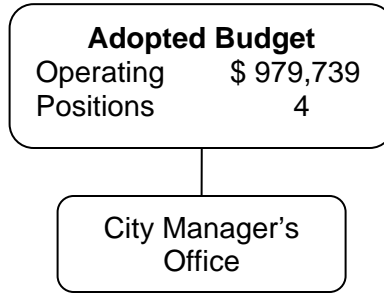 Adopted Budget
Operating $ 979,739
Positions 4
City Manager’s
Office